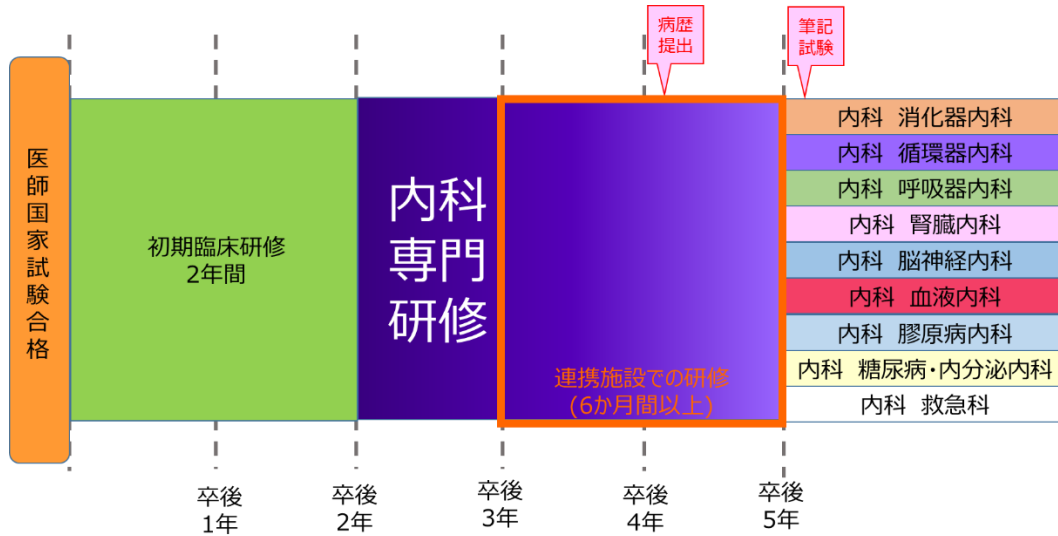 病歴
提出
筆記
試験
医師国家試験合格
初期臨床研修
2年間
内科
専門
研修
連携施設での研修
(6か月間以上)
内科 消化器内科
内科 循環器内科
内科 呼吸器内科
内科 腎臓内科
内科 脳神経内科
内科 血液内科
内科 膠原病内科
内科 糖尿病・内分泌内科
内科 救急科
卒後
1年
卒後
2年
卒後
3年
卒後
4年
卒後
5年